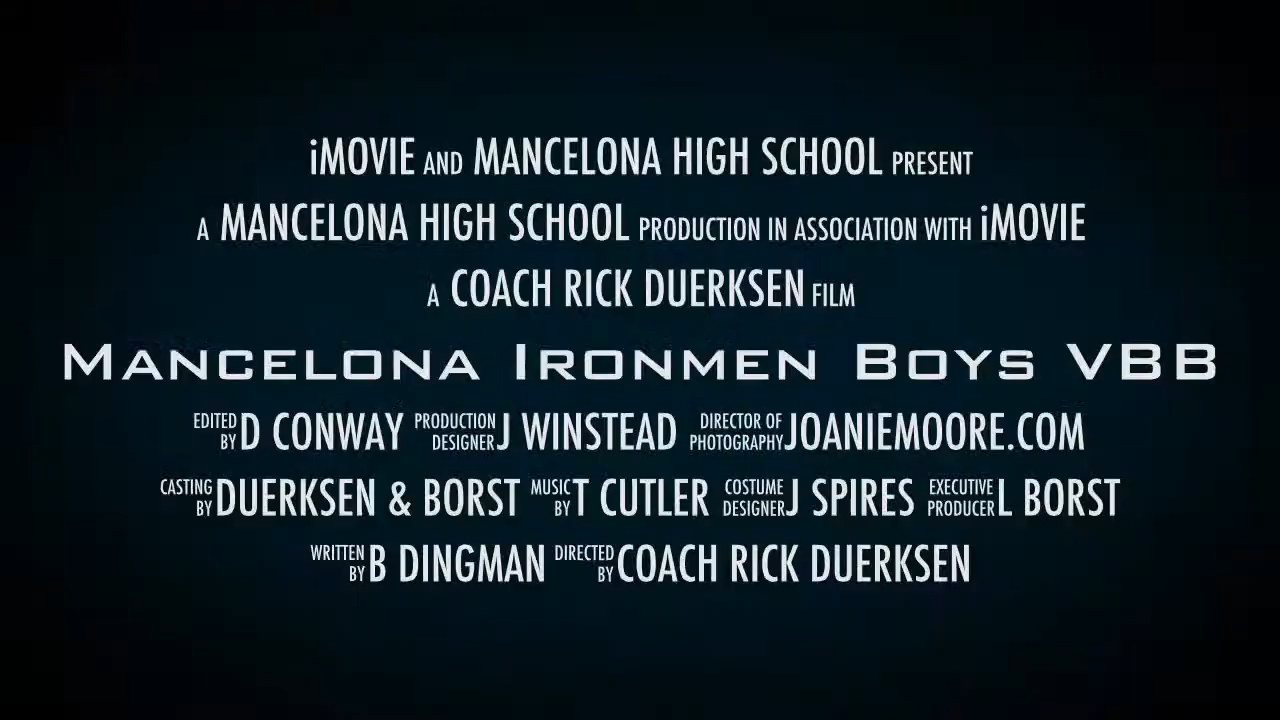 iMOVIE AND MANCELONA HIGH SCHOOL PRESENT
A MANCELONA HIGH SCHOOL PRODUCTION IN ASSOCIATION WITH iMOVIE
A COACH RICK DUERKSEN FILM
MANCELONA IRONMEN BOYS VBB
EDITED BY D CONWAY PRODUCTION DESIGNER J WINSTEAD DIRECTOR OF PHOTOGRAPHY JOANIEMOORE.COM
CASTING BY DUERKSEN & BORST MUSIC BY T CUTLER COSTUME DESIGNER J SPIRES EXECUTIVE PRODUCER L BORST
WRITTEN BY B DINGMAN DIRECTED BY COACH RICK DUERKSEN